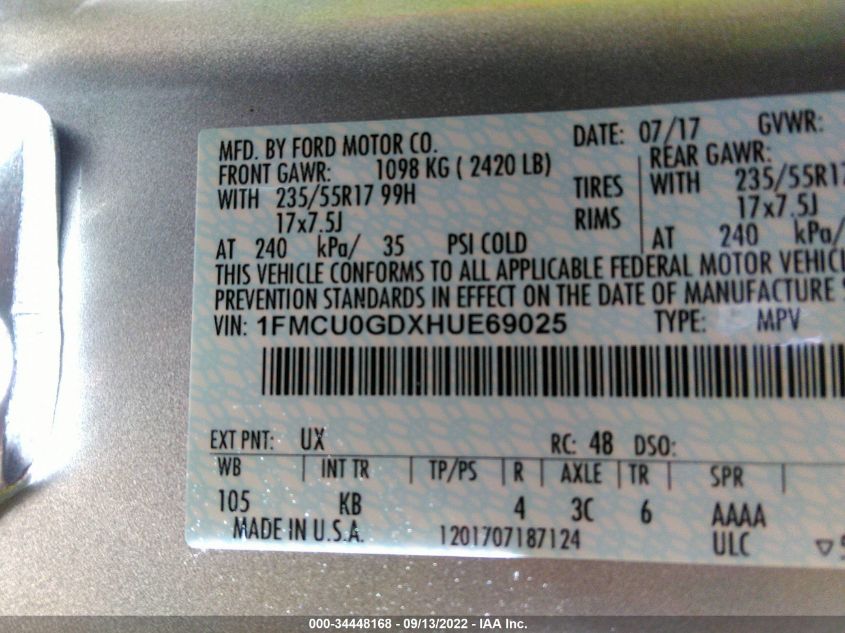 MFD. BY FORD MOTOR CO. DATE: 07/17 GVWR:
FRONT GAWR: 1098 KG ( 2420 LB) REAR GAWR:
WITH 235/55R17 99H TIRES WITH 235/55R17
17x7.5J RIMS 17x7.5J
AT 240 kPa/ 35 PSI COLD AT 240 kPa/
THIS VEHICLE CONFORMS TO ALL APPLICABLE FEDERAL MOTOR
PREVENTION STANDARDS IN EFFECT ON THE DATE OF MANUFACTURE
VIN: 1FMCU0GDXHUE69025 TYPE: MPV
EXT PNT: UX RC: 48 DSO:
WB INT TR TP/PS R AXLE TR SPR
105 KB 4 3C 6 AAAA
MADE IN U.S.A. 1201707187124 ULC
000-34448168 - 09/13/2022 - IAA Inc.